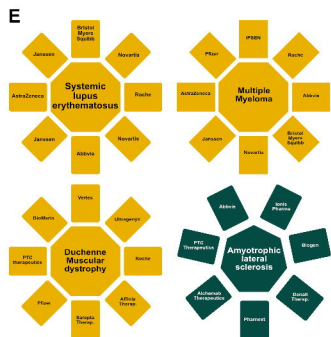 E
Bristol
Myers
Squibb
Janssen
Novartis
AstraZeneca
Systemic
lupus
erythematosus
Roche
Janssen
Novartis
Abbvie
IPSEN
Pfizer
Roche
AstraZeneca
Multiple
Myeloma
Abbvie
Janssen
Bristol
Myers
Squibb
Novartis
Vertex
BioMarin
Ultragenyx
PTC
therapeutics
Duchenne
Muscular
dystrophy
Roche
Pfizer
Affinia
Therap.
Sarepta
Therap.
Abbvie
Ionis
Pharma
PTC
Therapeutics
Amyotrophic
lateral
sclerosis
Biogen
Alchemab
Therapeutics
Denali
Therap.
Pharnext